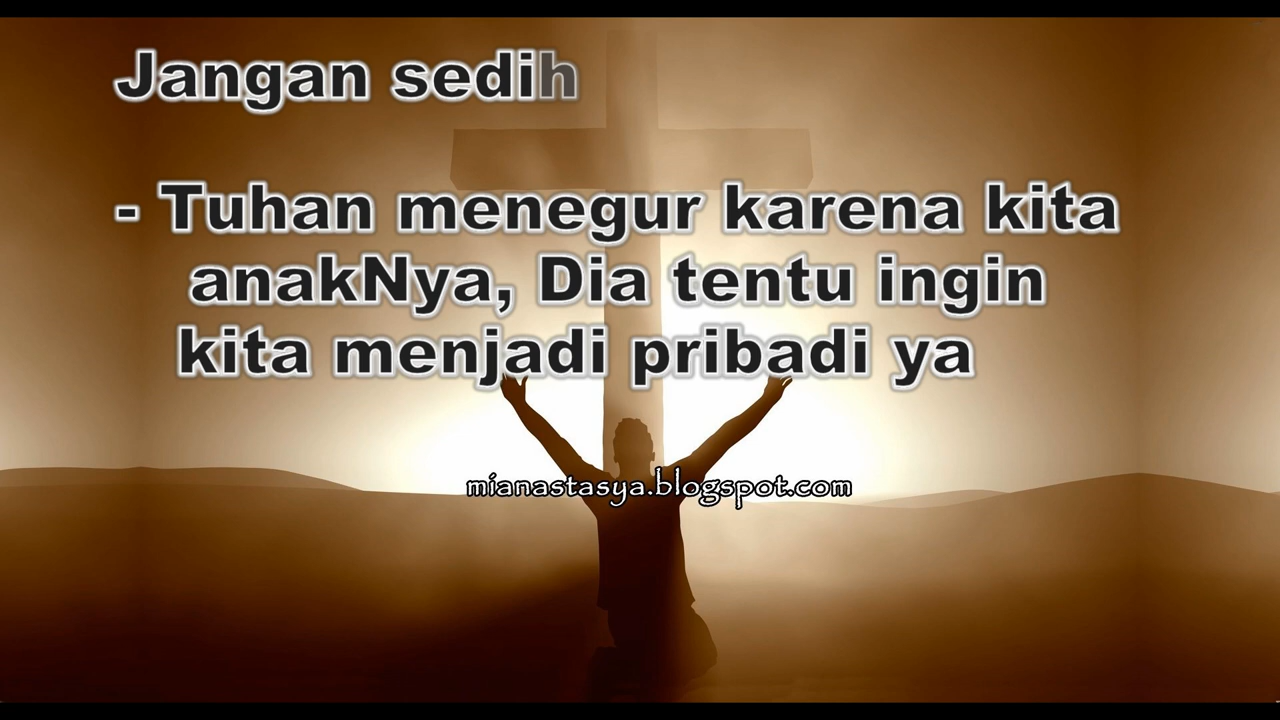 Jangan sedih
- Tuhan menegur karena kita
anakNya, Dia tentu ingin
kita menjadi pribadi ya
mianastasya.blogspot.com